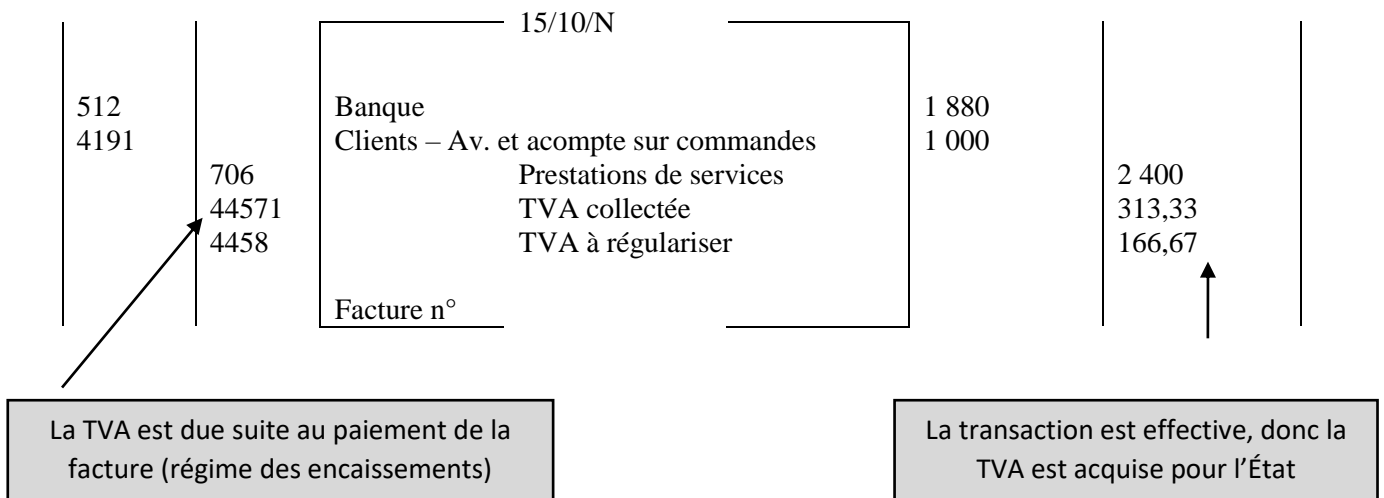 15/10/N
512 Banque 1 880
4191 Clients – Av. et acompte sur commandes 1 000
706 Prestations de services 2 400
44571 TVA collectée 313,33
4458 TVA à régulariser 166,67
Facture n°
La TVA est due suite au paiement de la
facture (régime des encaissements)
La transaction est effective, donc la
TVA est acquise pour l’État